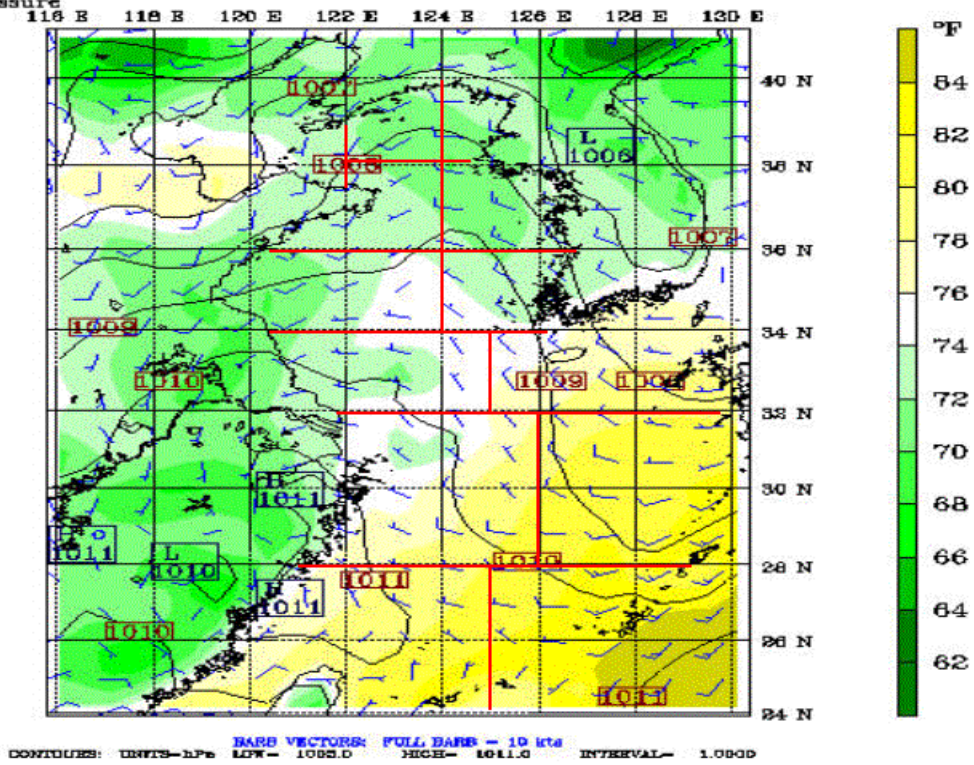 116 E 118 E 120 E 122 E 124 E 126 E 128 E 130 E
°F
84
82
80
78
76
74
72
70
68
66
64
62
40 N
38 N
36 N
34 N
32 N
30 N
28 N
26 N
24 N
1007
L
1006
1008
1007
1009
1010
1009
1008
H
1011
1011
L
1010
1010
1011
1011
1010
1011
BARB VECTORS: FULL BARB = 10 kts
CONTOURS: UNITS=hPa LOW= HIGH= 1011.0 INTERVAL= 1.0000